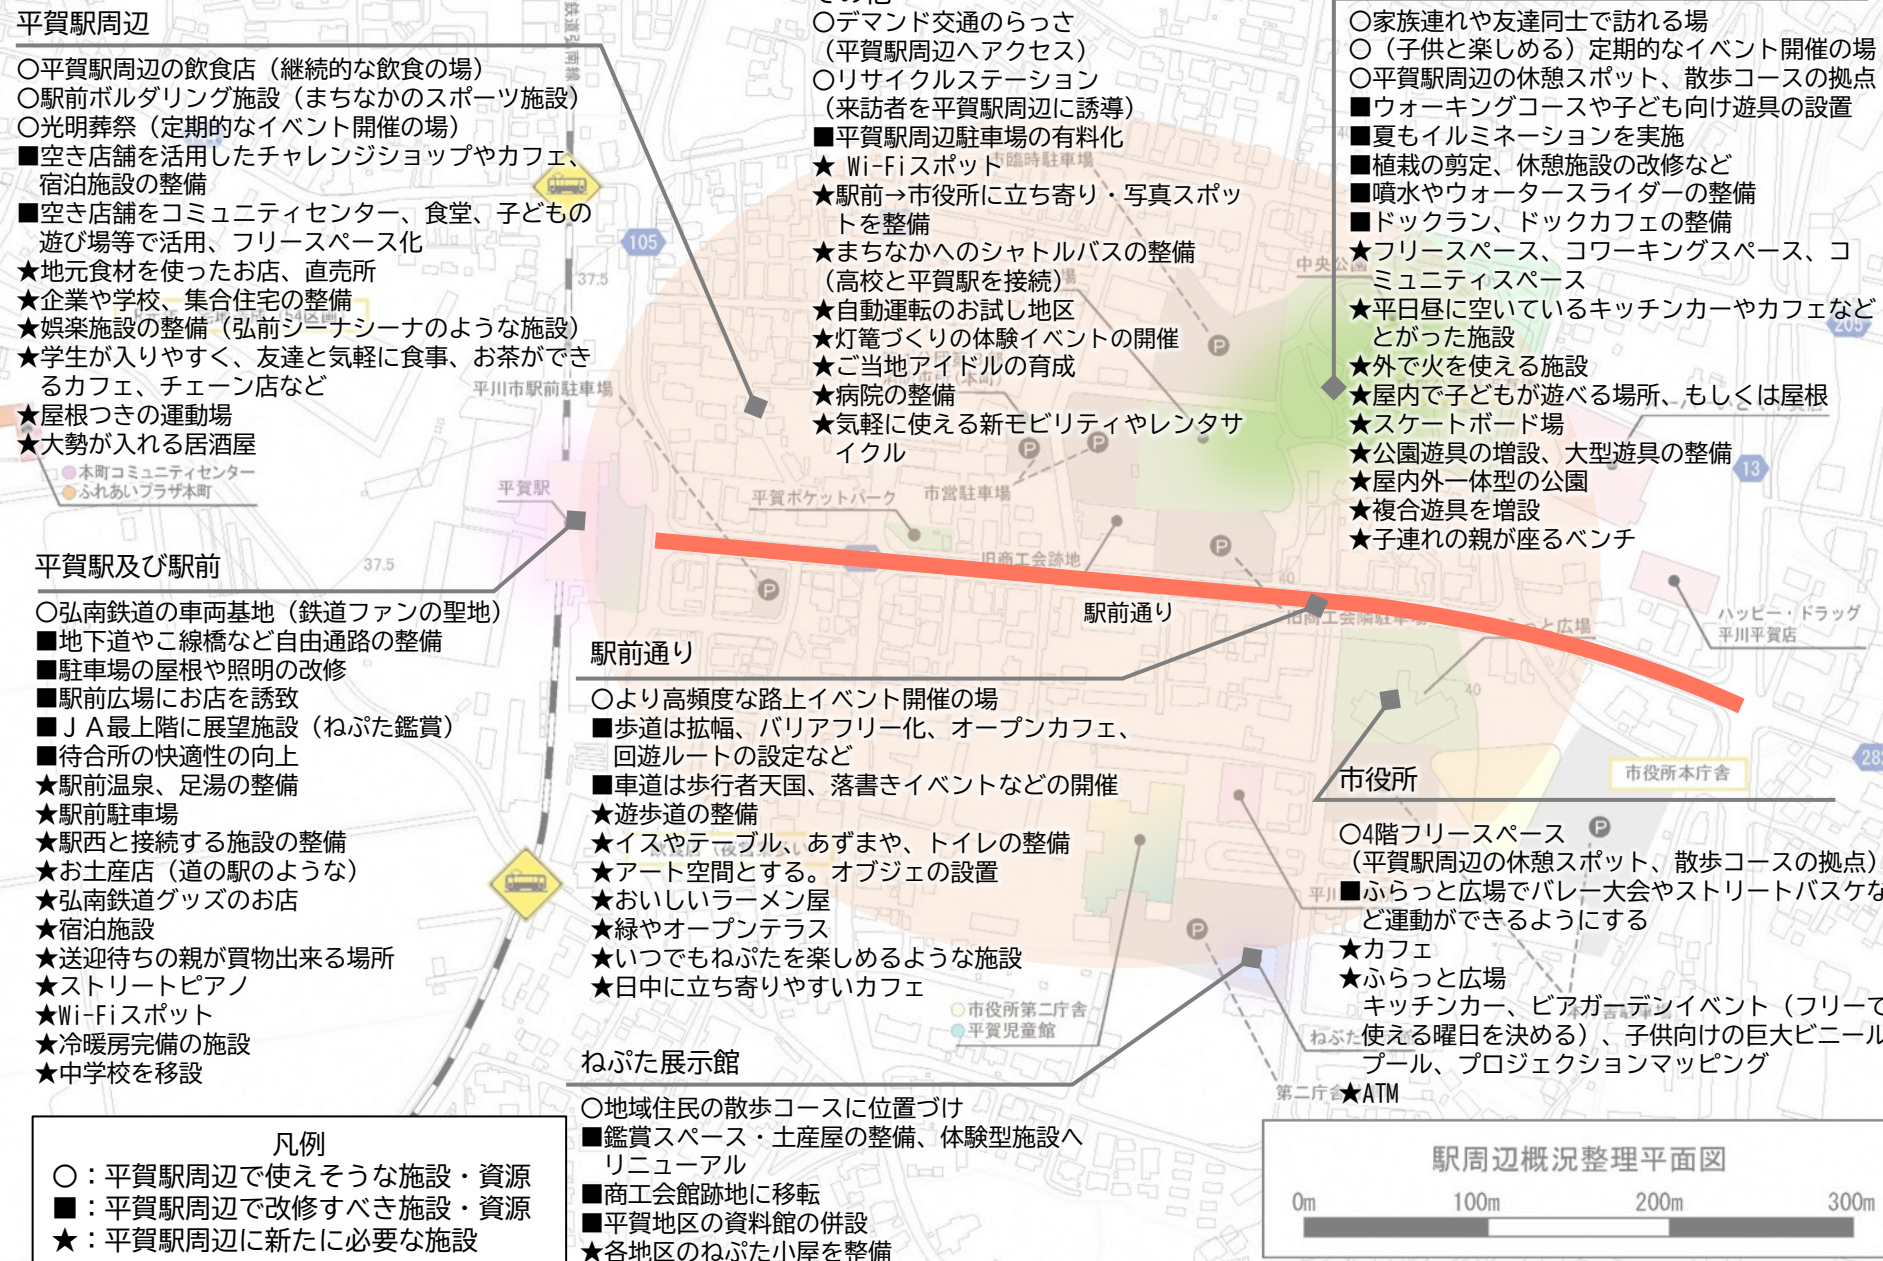 平賀駅周辺
〇平賀駅周辺の飲食店（継続的な飲食の場）
〇駅前ボルダリング施設（まちなかのスポーツ施設）
〇光明葬祭（定期的なイベント開催の場）
■空き店舗を活用したチャレンジショップやカフェ、
宿泊施設の整備
■空き店舗をコミュニティセンター、食堂、子どもの
遊び場等で活用、フリースペース化
★地元食材を使ったお店、直売所
★企業や学校、集合住宅の整備
★娯楽施設の整備（弘前シーナシーナのような施設）
★学生が入りやすく、友達と気軽に食事、お茶ができ
るカフェ、チェーン店など
★屋根つきの運動場
★大勢が入れる居酒屋
本町コミュニティセンター
ふれあいプラザ本町
〇デマンド交通のらっさ
（平賀駅周辺へアクセス）
〇リサイクルステーション
（来訪者を平賀駅周辺に誘導）
■平賀駅周辺駐車場の有料化
★ Wi-Fiスポット
★駅前→市役所に立ち寄り・写真スポッ
トを整備
★まちなかへのシャトルバスの整備
（高校と平賀駅を接続）
★自動運転のお試し地区
★灯篭づくりの体験イベントの開催
★ご当地アイドルの育成
★病院の整備
★気軽に使える新モビリティやレンタサ
イクル
〇家族連れや友達同士で訪れる場
〇（子供と楽しめる）定期的なイベント開催の場
〇平賀駅周辺の休憩スポット、散歩コースの拠点
■ウォーキングコースや子ども向け遊具の設置
■夏もイルミネーションを実施
■植栽の剪定、休憩施設の改修など
■噴水やウォータースライダーの整備
■ドックラン、ドックカフェの整備
★フリースペース、コワーキングスペース、コ
ミュニティスペース
★平日昼に空いているキッチンカーやカフェなど
とがった施設
★外で火を使える施設
★屋内で子どもが遊べる場所、もしくは屋根
★スケートボード場
★公園遊具の増設、大型遊具の整備
★屋内外一体型の公園
★複合遊具を増設
★子連れの親が座るベンチ
鉄道弘南線
105
37.5
市臨時駐車場
中央公園
205
13
平川市駅前駐車場
平賀駅
平賀ポケットパーク
市営駐車場
旧商工会跡地
40
旧商工会隣駐車場
駅前通り
ハッピー・ドラッグ
平川平賀店
37.5
40
282
市役所本庁舎
平賀駅及び駅前
〇弘南鉄道の車両基地（鉄道ファンの聖地）
■地下道やこ線橋など自由通路の整備
■駐車場の屋根や照明の改修
■駅前広場にお店を誘致
■ＪＡ最上階に展望施設（ねぷた鑑賞）
■待合所の快適性の向上
★駅前温泉、足湯の整備
★駅前駐車場
★駅西と接続する施設の整備
★お土産店（道の駅のような）
★弘南鉄道グッズのお店
★宿泊施設
★送迎待ちの親が買物出来る場所
★ストリートピアノ
★Wi-Fiスポット
★冷暖房完備の施設
★中学校を移設
駅前通り
〇より高頻度な路上イベント開催の場
■歩道は拡幅、バリアフリー化、オープンカフェ、
回遊ルートの設定など
■車道は歩行者天国、落書きイベントなどの開催
★遊歩道の整備
★イスやテーブル、あずまや、トイレの整備
★アート空間とする。オブジェの設置
★おいしいラーメン屋
★緑やオープンテラス
★いつでもねぷたを楽しめるような施設
★日中に立ち寄りやすいカフェ
市役所第二庁舎
平賀児童館
市役所
〇4階フリースペース
（平賀駅周辺の休憩スポット、散歩コースの拠点）
■ふらっと広場でバレー大会やストリートバスケな
ど運動ができるようにする
★カフェ
★ふらっと広場
キッチンカー、ビアガーデンイベント（フリーで
使える曜日を決める）、子供向けの巨大ビニール
プール、プロジェクションマッピング
★ATM
ねぷた展示館
〇地域住民の散歩コースに位置づけ
■鑑賞スペース・土産屋の整備、体験型施設へ
リニューアル
■商工会館跡地に移転
■平賀地区の資料館の併設
★各地区のねぷた小屋を整備
凡例
〇：平賀駅周辺で使えそうな施設・資源
■：平賀駅周辺で改修すべき施設・資源
★：平賀駅周辺に新たに必要な施設
駅周辺概況整理平面図
0m 100m 200m 300m